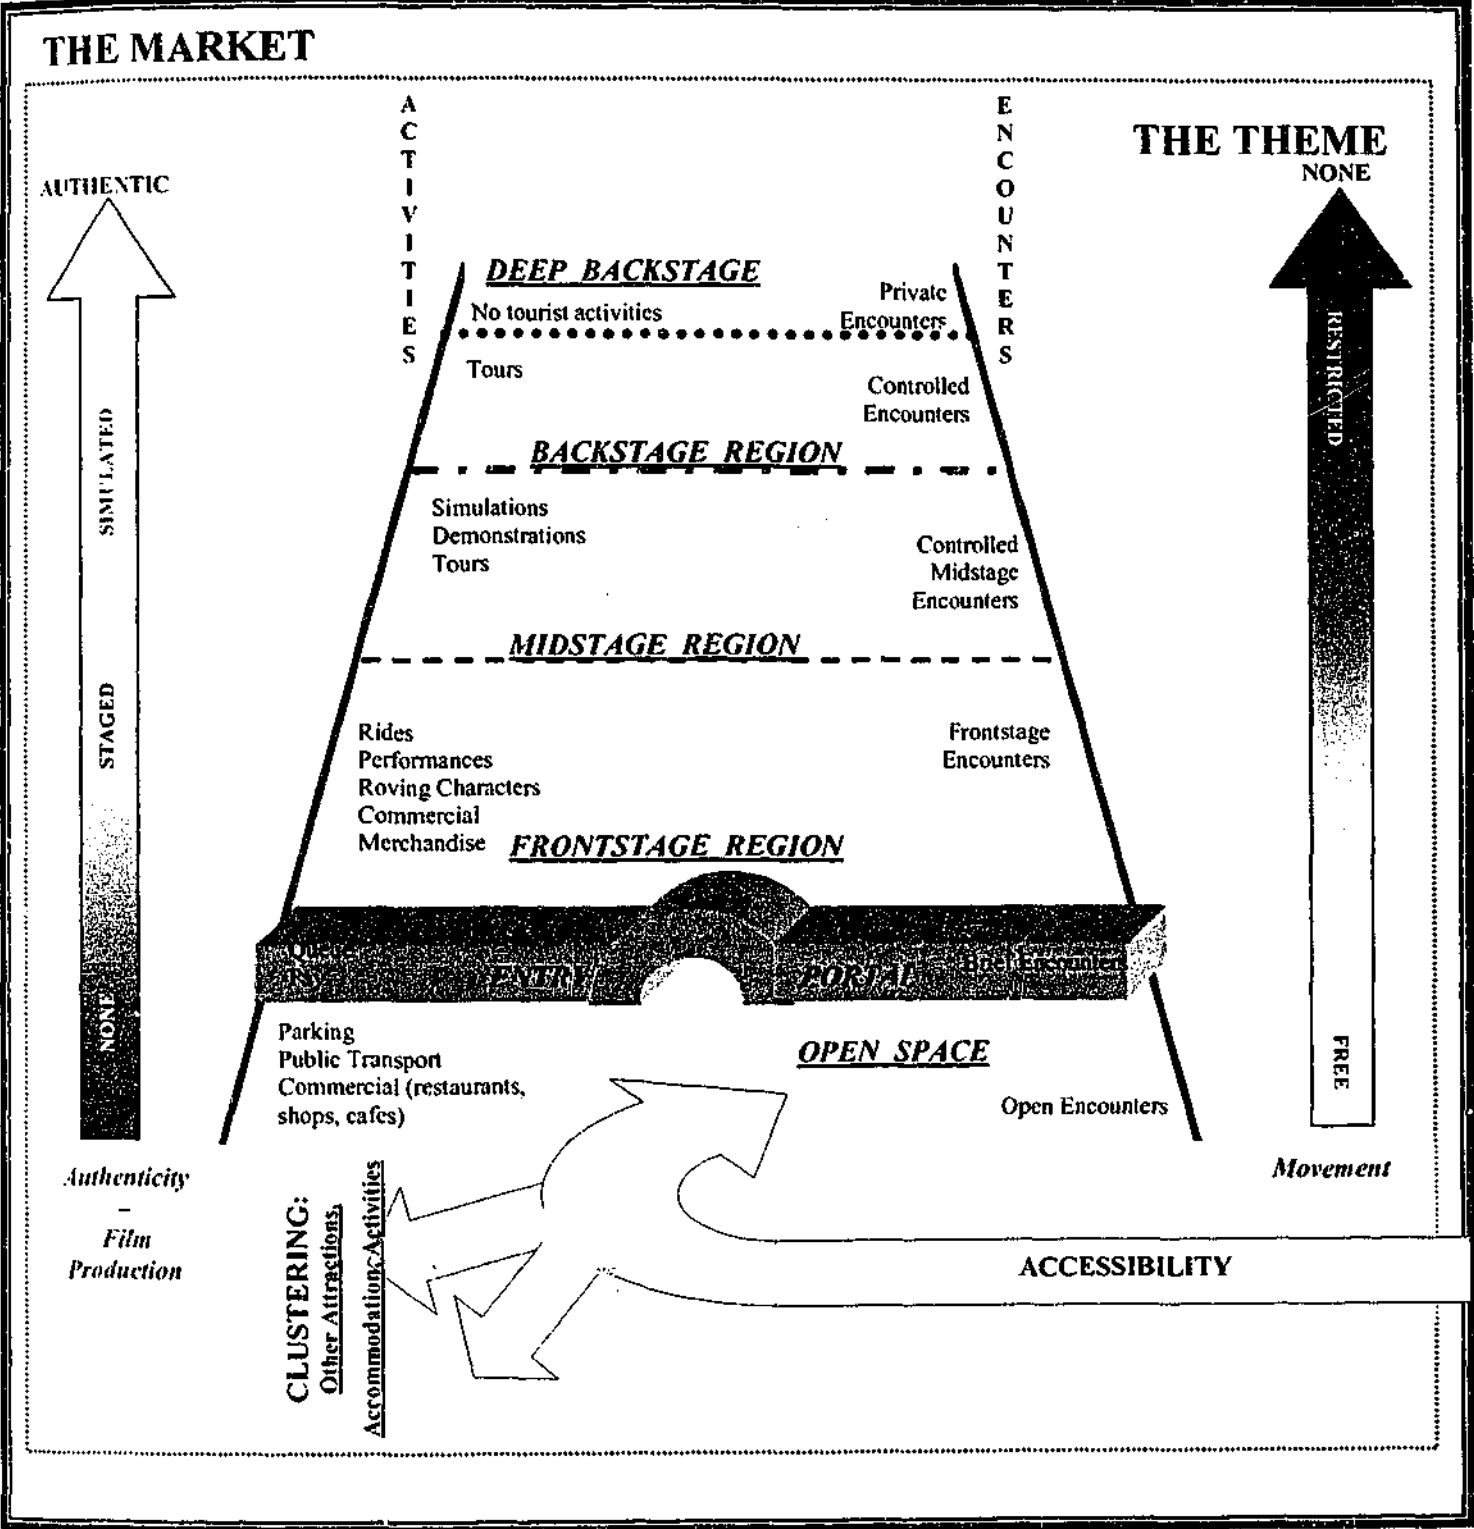 THE MARKET
ACTIVITIES
ENCOUNTERS
THE THEME
NONE
AUTHENTIC
DEEP BACKSTAGE
Private
Encounters
No tourist activities
Tours
Controlled
Encounters
RESTRICTED
SIMULATED
BACKSTAGE REGION
Simulations
Demonstrations
Tours
Controlled
Midstage
Encounters
MIDSTAGE REGION
STAGED
Rides
Performances
Roving Characters
Commercial
Merchandise
Frontstage
Encounters
FRONTSTAGE REGION
ENTRY
PORTAL
Brief Encounters
NONE
Parking
Public Transport
Commercial (restaurants,
shops, cafes)
OPEN SPACE
Open Encounters
FREE
Authenticity
–
Film
Production
Movement
CLUSTERING:
Other Attractions,
Accommodation, Activities
ACCESSIBILITY